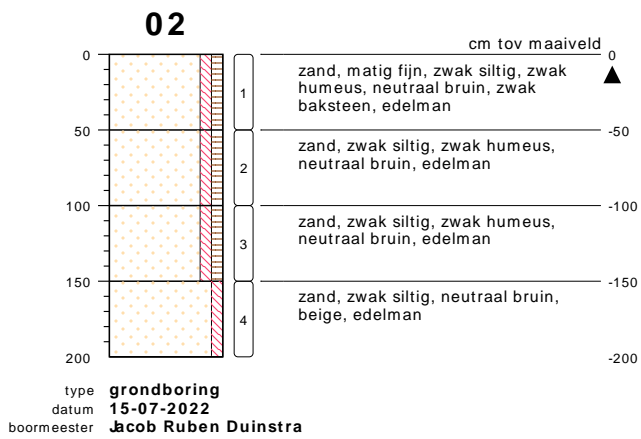 02
cm tov maaiveld
0
0
zand, matig fijn, zwak siltig, zwak
humeus, neutraal bruin, zwak
baksteen, edelman
1
50
-50
zand, zwak siltig, zwak humeus,
neutraal bruin, edelman
2
100
-100
zand, zwak siltig, zwak humeus,
neutraal bruin, edelman
3
150
-150
zand, zwak siltig, neutraal bruin,
beige, edelman
4
200
-200
type grondboring
datum 15-07-2022
boormeester Jacob Ruben Duinstra